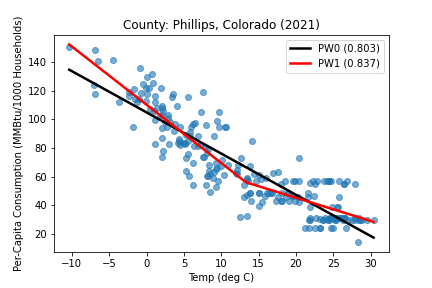 County: Phillips, Colorado (2021)
Per-Capita Consumption (MMBtu/1000 Households)
140
120
100
80
60
40
20
PW0 (0.803)
PW1 (0.837)
−10 −5 0 5 10 15 20 25 30
Temp (deg C)